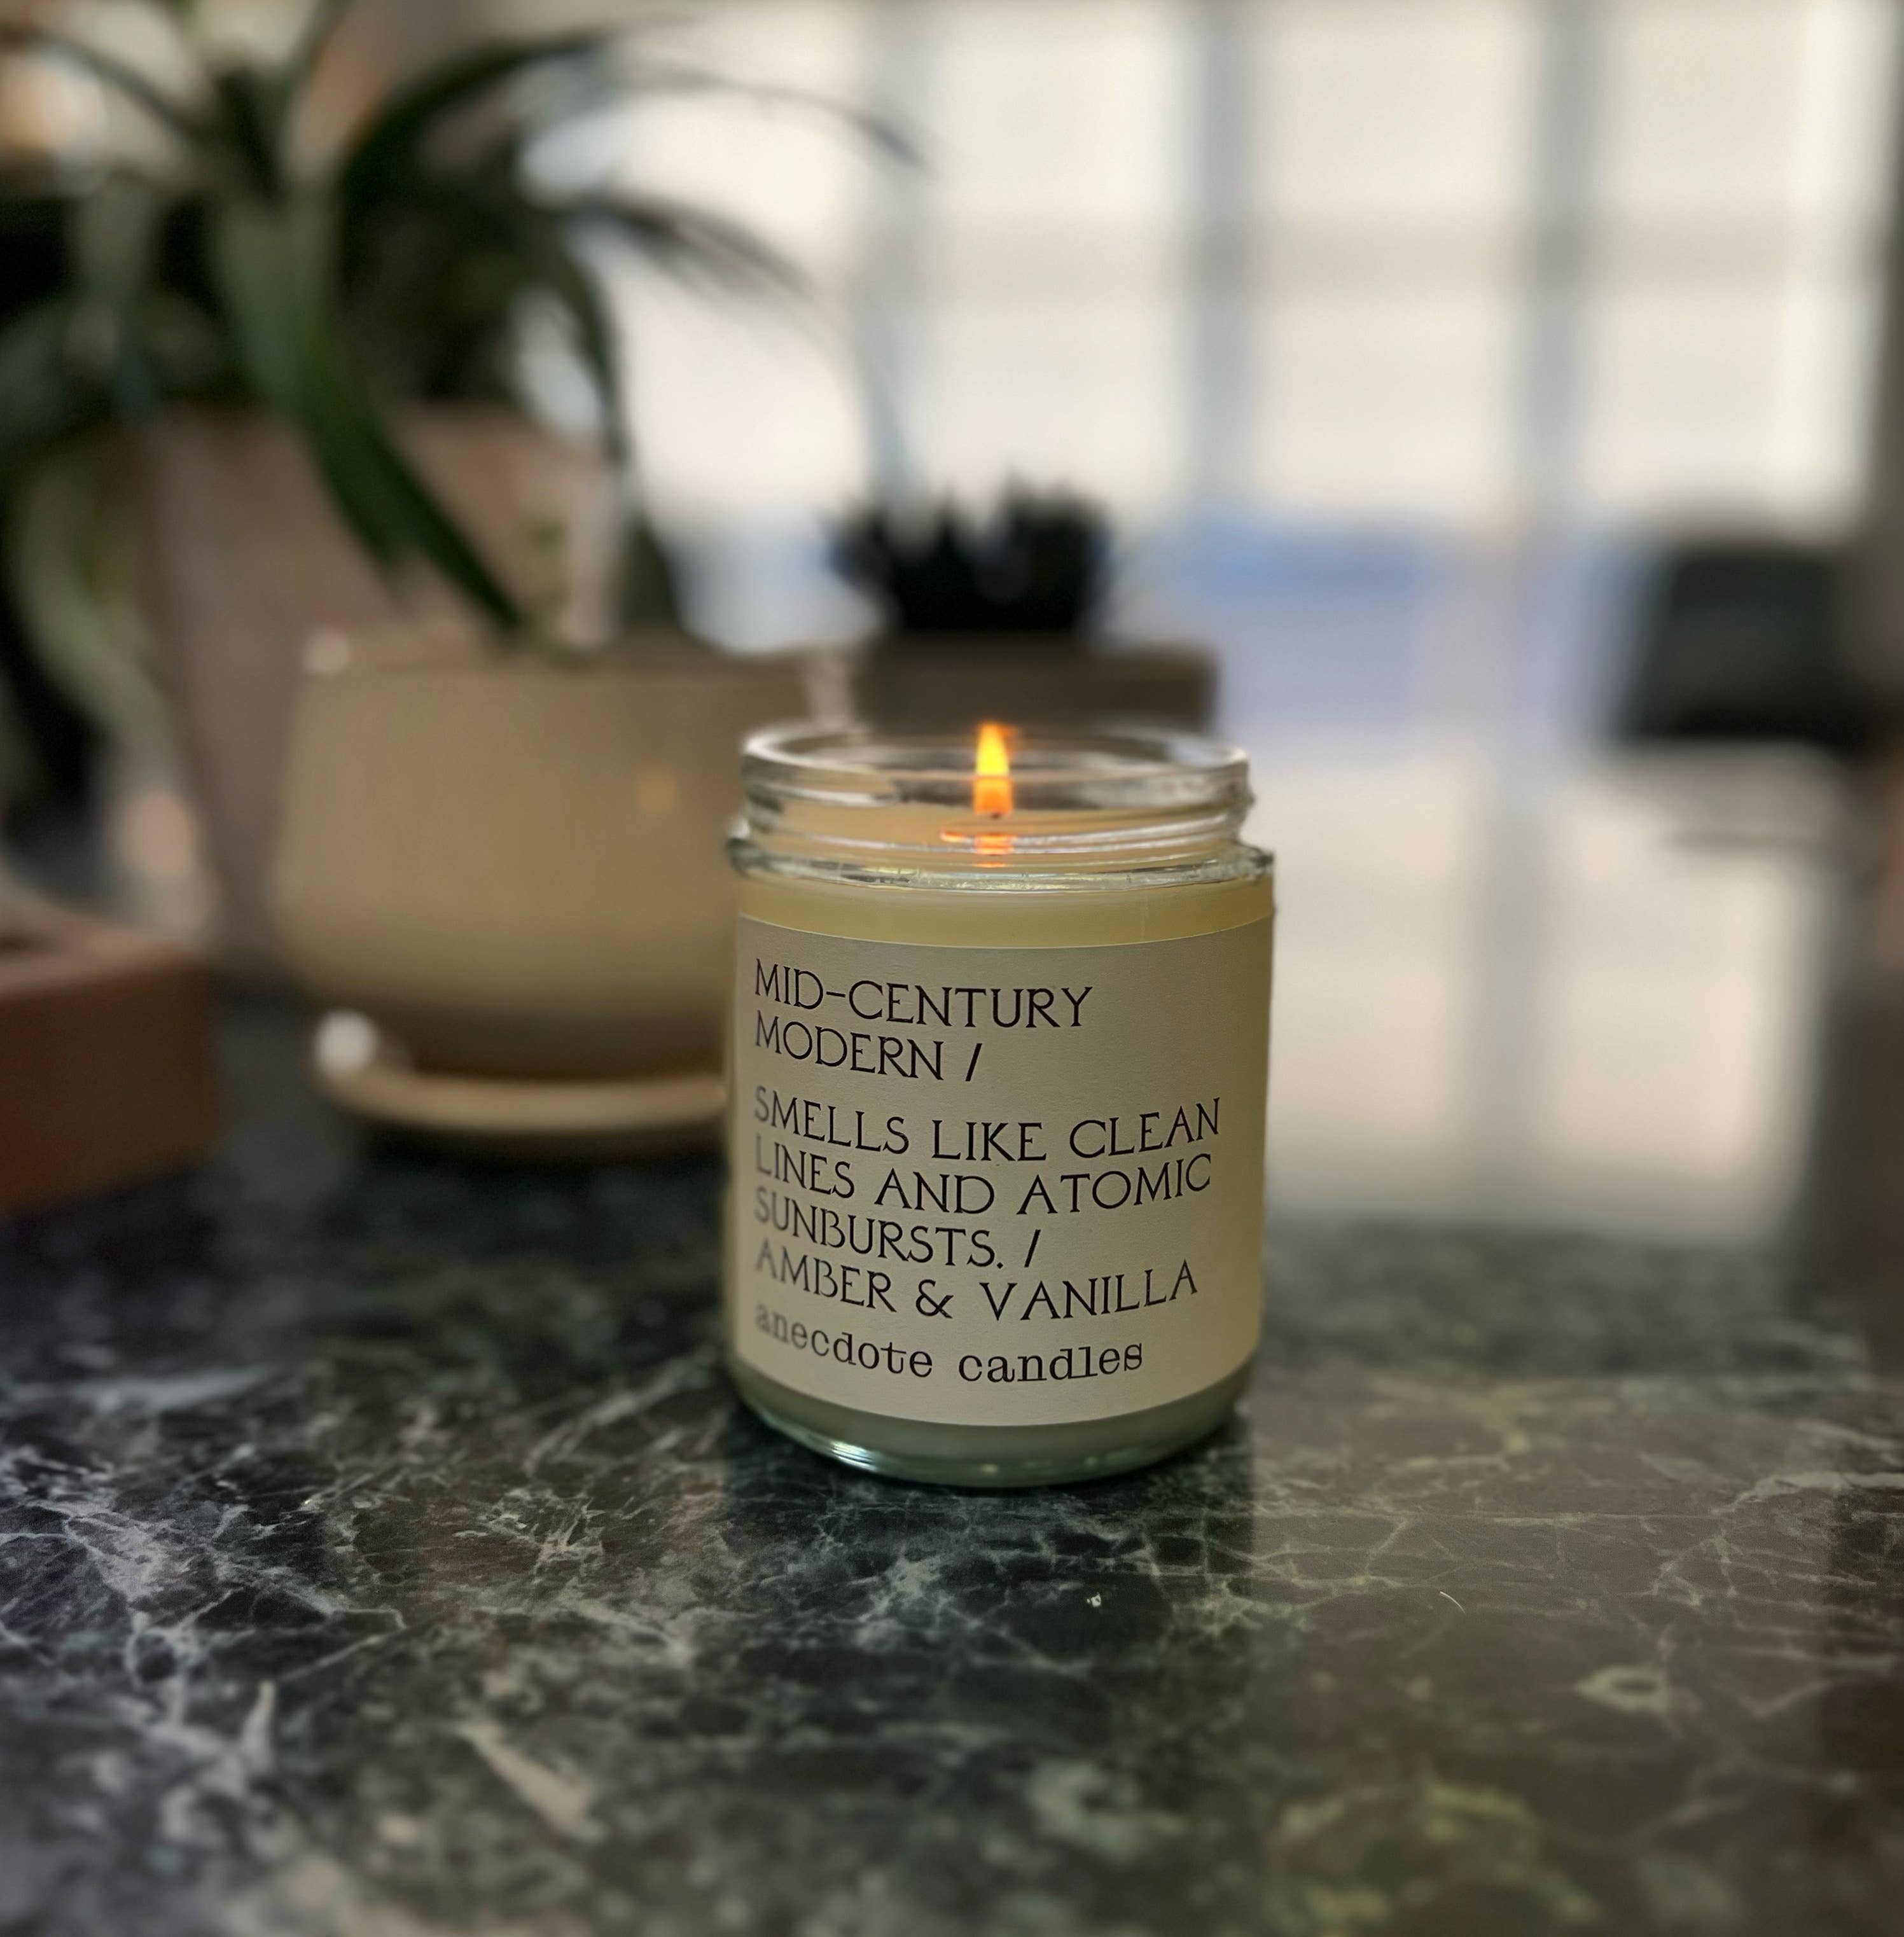 MID-CENTURY
MODERN /
SMELLS LIKE CLEAN
LINES AND ATOMIC
SUNBURSTS. /
AMBER & VANILLA
anecdote candles